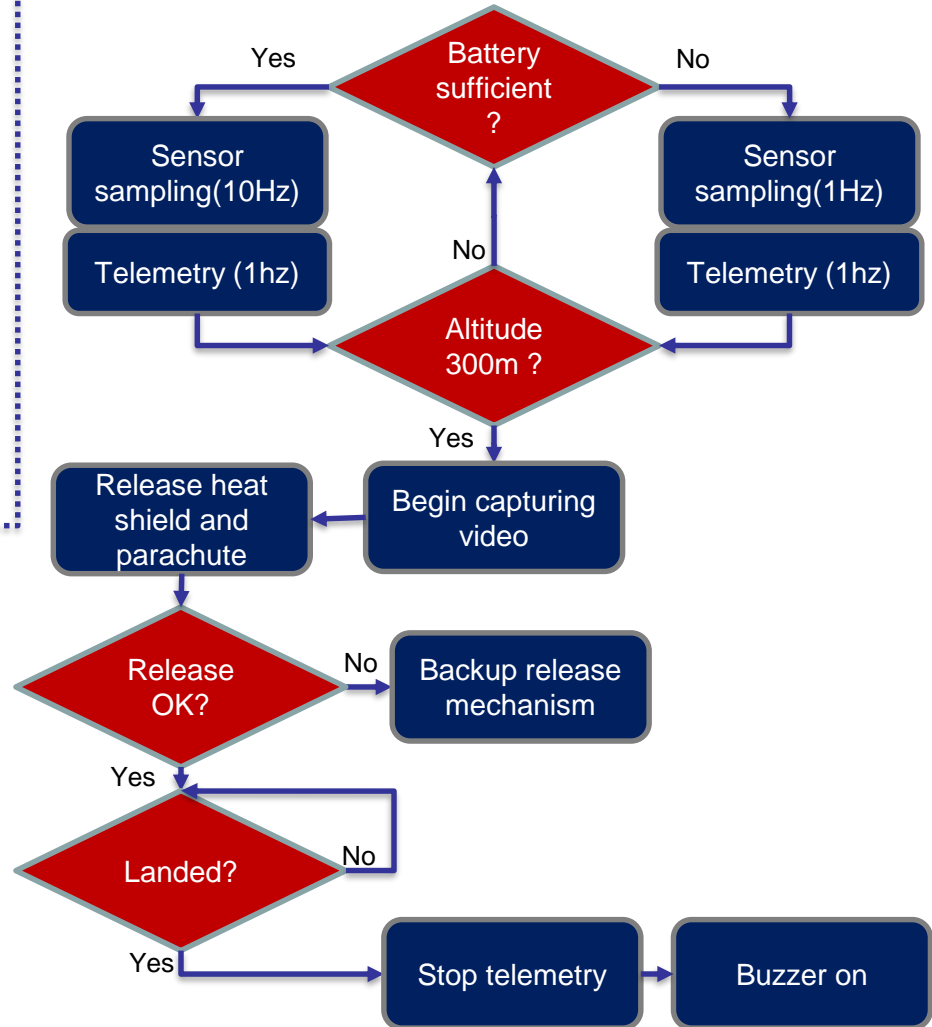 Yes
Battery
sufficient
?
No
Sensor
sampling(10Hz)
Sensor
sampling(1Hz)
Telemetry (1hz)
No
Telemetry (1hz)
Altitude
300m ?
Yes
Release heat
shield and
parachute
Begin capturing
video
Release
OK?
No
Backup release
mechanism
Yes
Landed?
No
Yes
Stop telemetry
Buzzer on